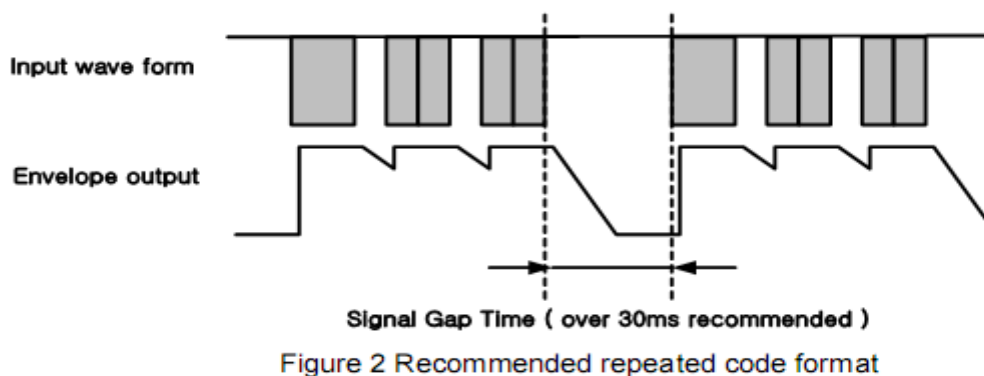 Input wave form
Envelope output
Signal Gap Time ( over 30ms recommended )
Figure 2 Recommended repeated code format